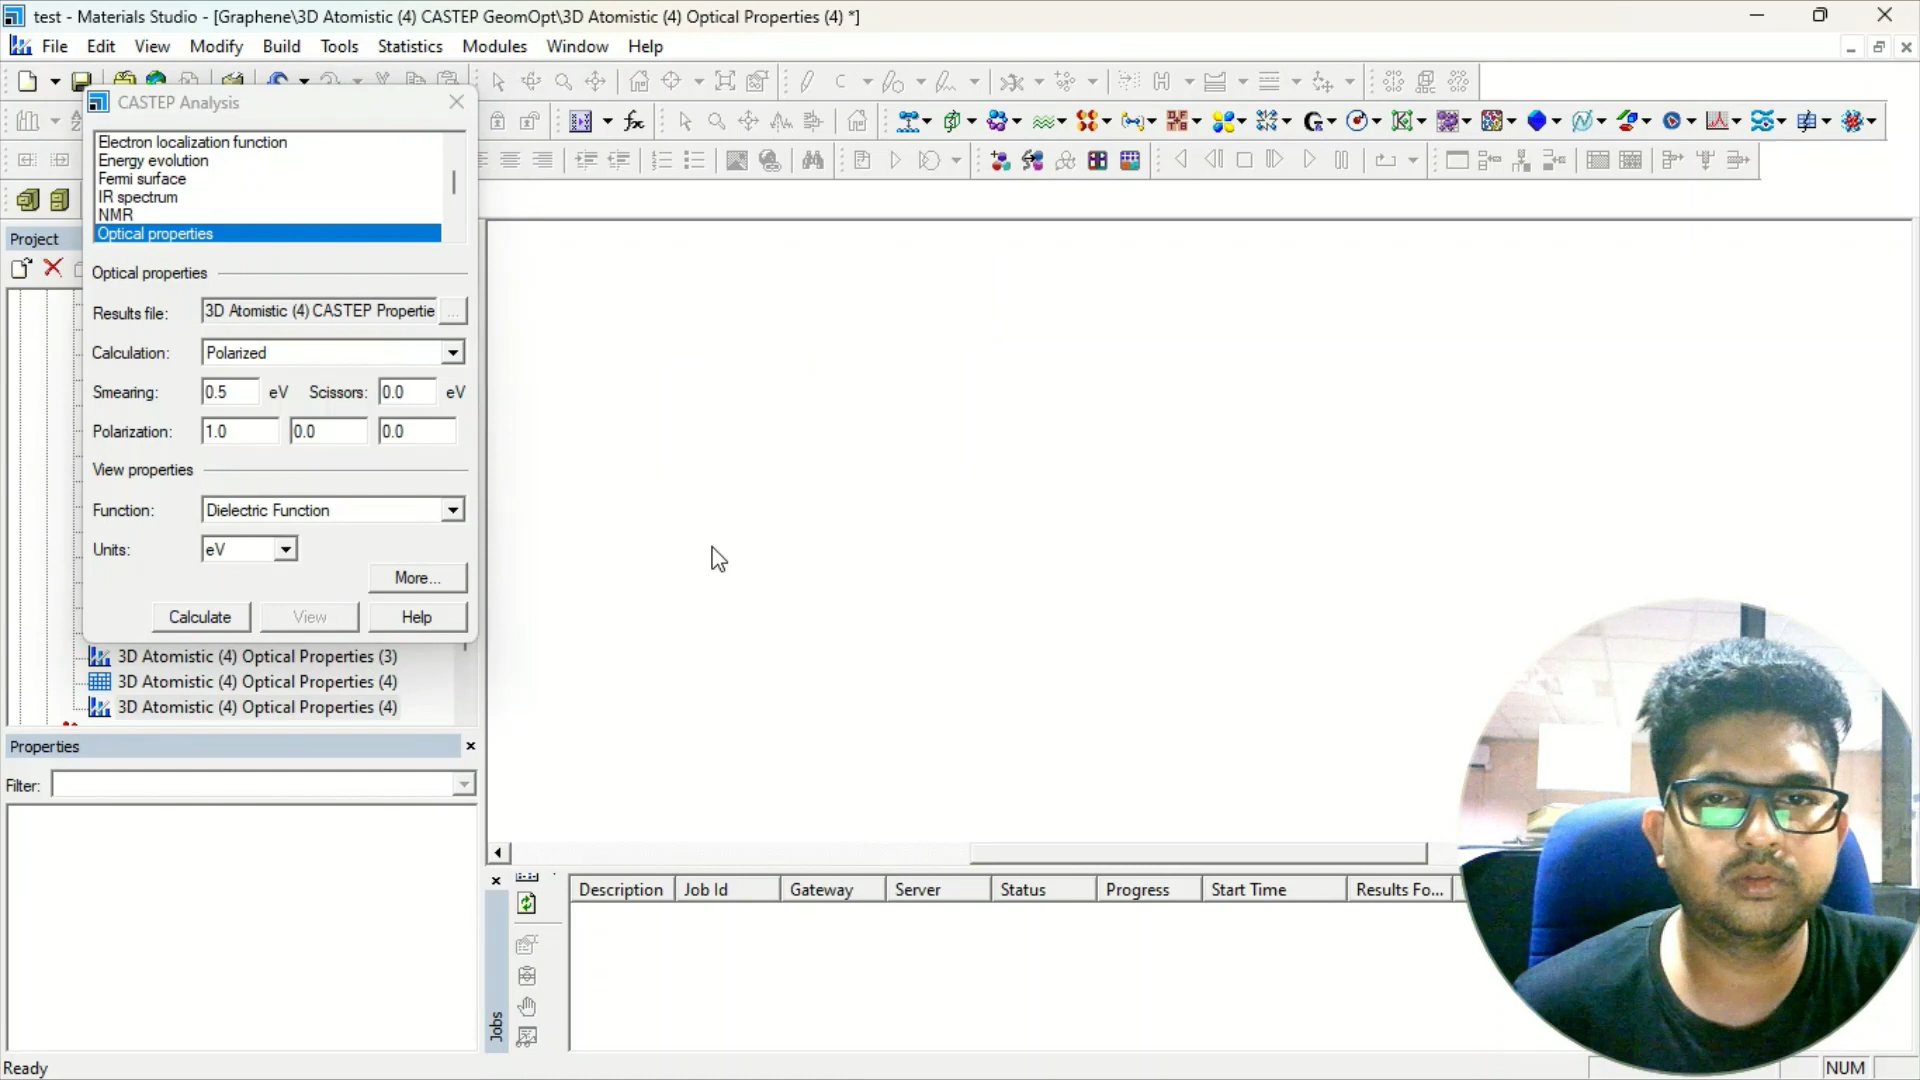 test - Materials Studio - [Graphene\3D Atomistic (4) CASTEP GeomOpt\3D Atomistic (4) Optical Properties (4) *]
File Edit View Modify Build Tools Statistics Modules Window Help
CASTEP Analysis
Electron localization function
Energy evolution
Fermi surface
IR spectrum
NMR
Optical properties
Project
Optical properties
Results file: 3D Atomistic (4) CASTEP Propertie ...
Calculation: Polarized
Smearing: 0.5 eV Scissors: 0.0 eV
Polarization: 1.0 0.0 0.0
View properties
Function: Dielectric Function
Units: eV
More...
Calculate View Help
3D Atomistic (4) Optical Properties (3)
3D Atomistic (4) Optical Properties (4)
3D Atomistic (4) Optical Properties (4)
Properties
Filter:
Description Job Id Gateway Server Status Progress Start Time Results Fo...
Jobs
Ready
NUM